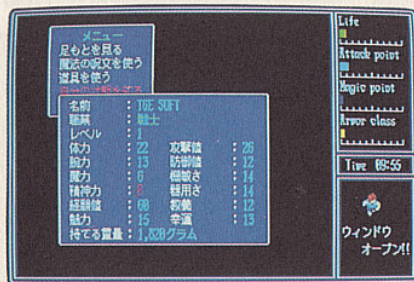 メニュー
足もとを見る
魔法の呪文を使う
道具を使う
名前 : T&E SOFT
職業 : 戦士
レベル : 1
体力 : 22 攻撃値 : 26
腕力 : 13 防御値 : 12
魔力 : 6 機敏さ : 14
精神力 : 8 器用さ : 14
経験値 : 60 教養 : 12
魅力 : 15 幸運 : 13
持てる重量 : 1,820グラム
Life
Attack point
Magic point
Armor class
Time 09:55
ウィンドウ
オープン!!